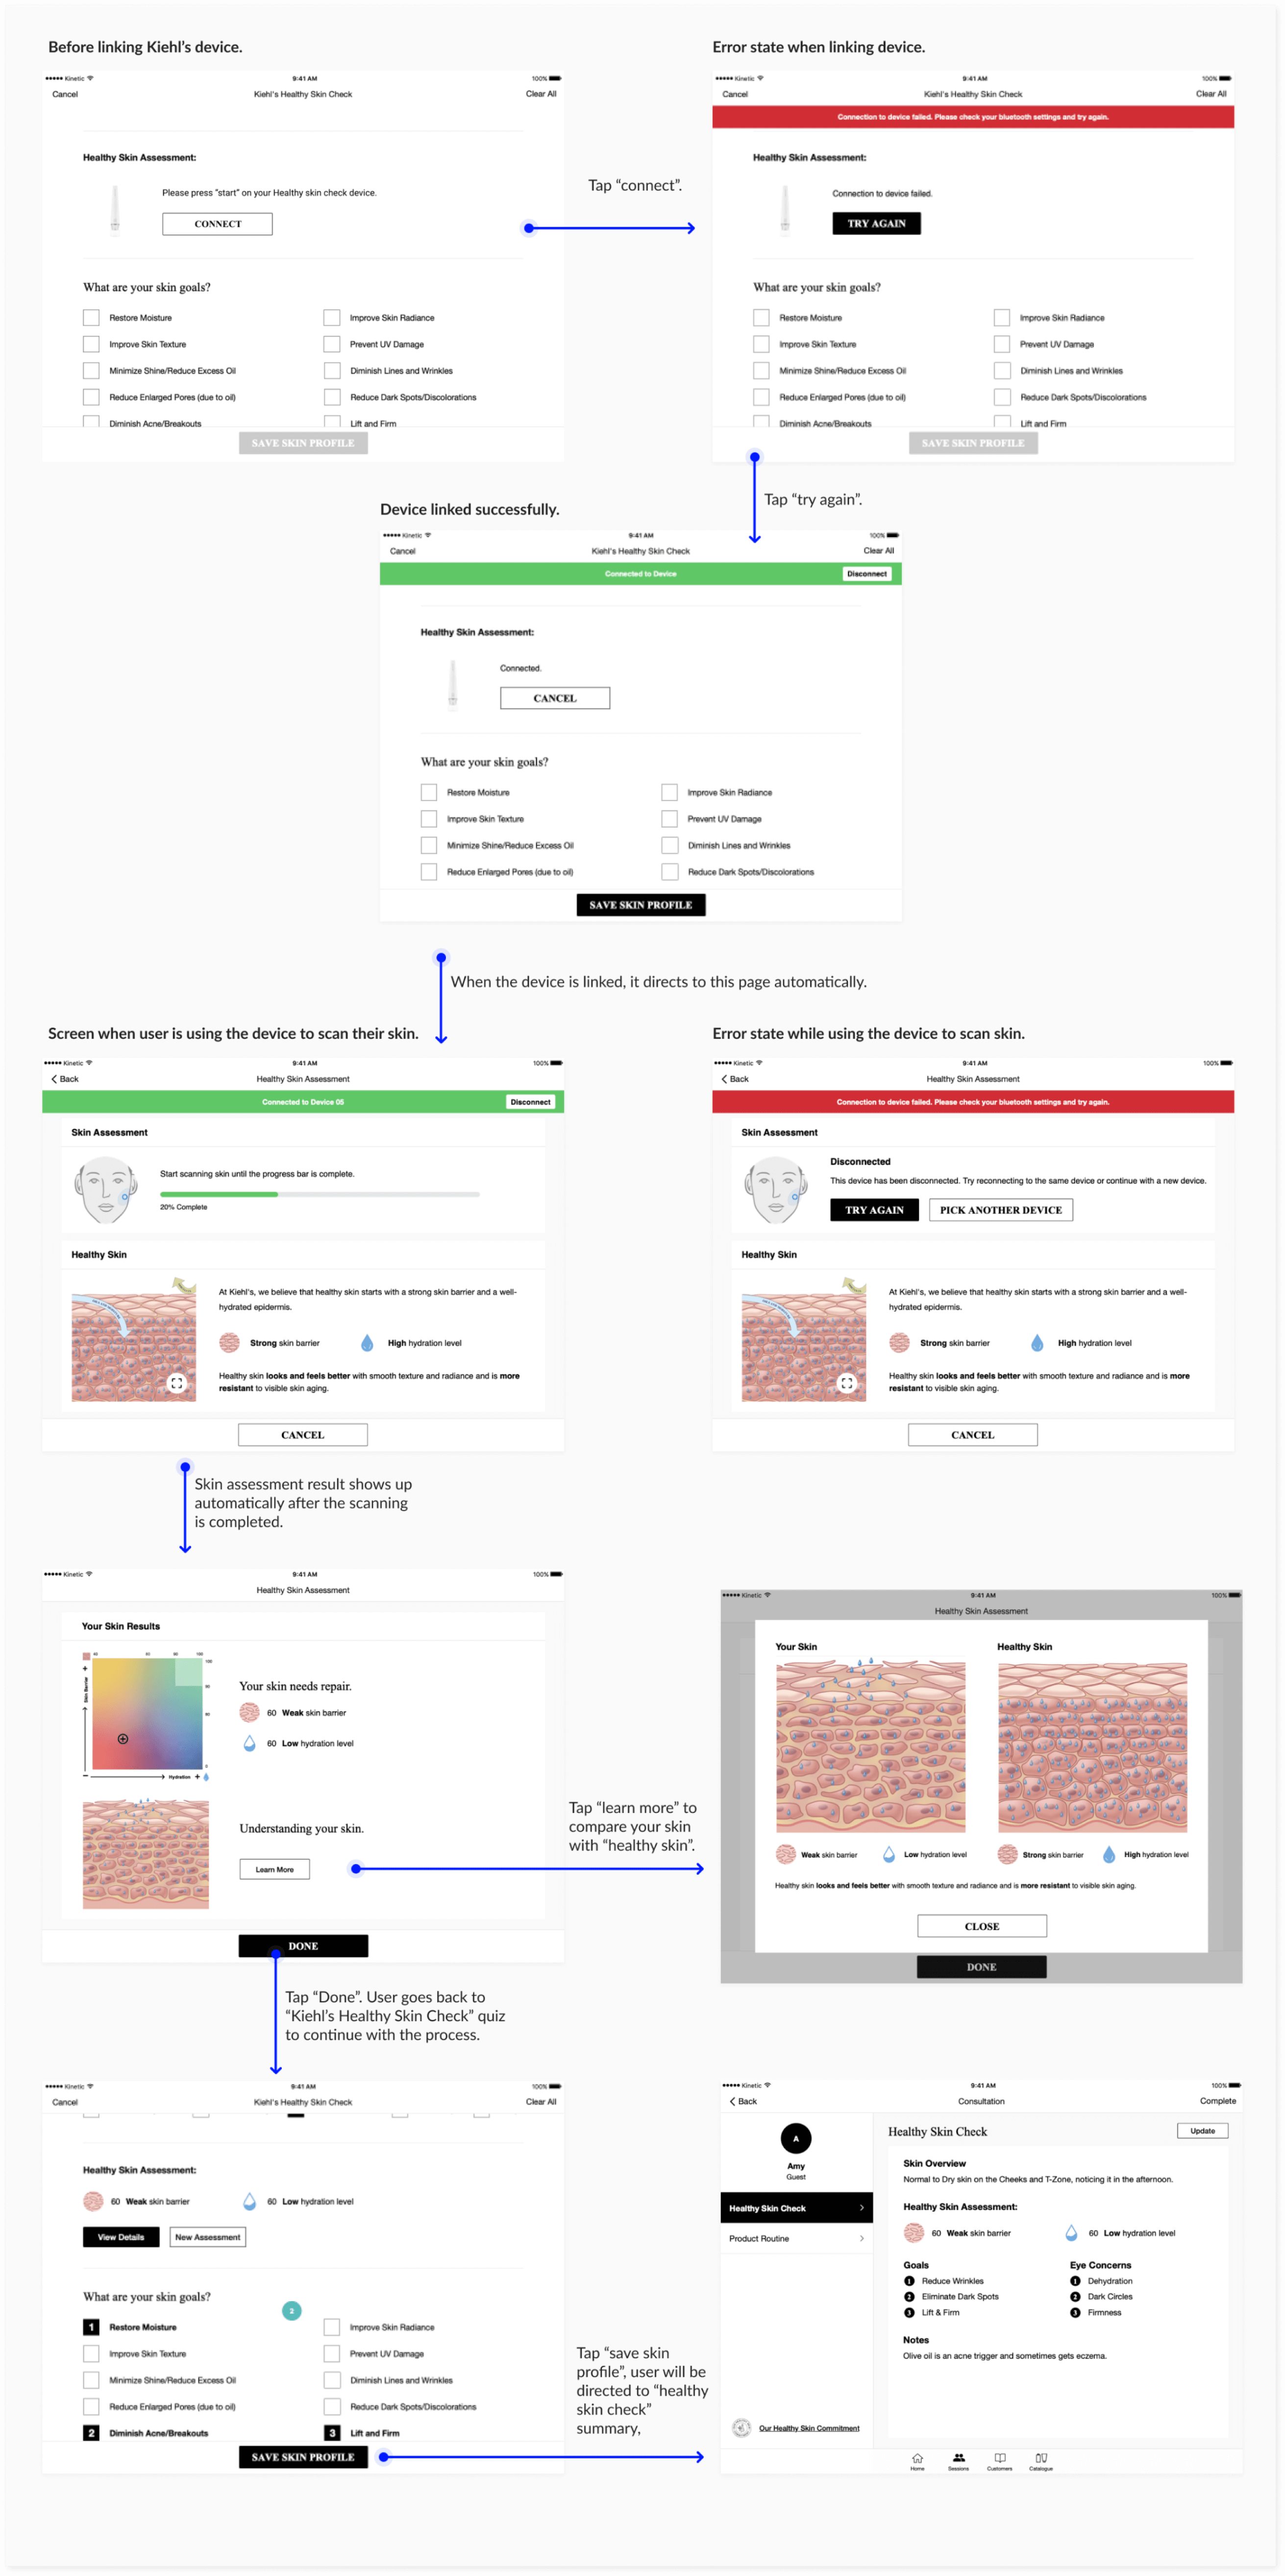 Before linking Kiehl's device.
●●●●● Kinetic 9:41 AM 100%
Cancel Kiehl's Healthy Skin Check Clear All
Healthy Skin Assessment:
Please press "start" on your Healthy skin check device.
CONNECT
What are your skin goals?
Restore Moisture Improve Skin Radiance
Improve Skin Texture Prevent UV Damage
Minimize Shine/Reduce Excess Oil Diminish Lines and Wrinkles
Reduce Enlarged Pores (due to oil) Reduce Dark Spots/Discolorations
Diminish Acne/Breakouts Lift and Firm
SAVE SKIN PROFILE
Tap "connect".
Error state when linking device.
●●●●● Kinetic 9:41 AM 100%
Cancel Kiehl's Healthy Skin Check Clear All
Connection to device failed. Please check your bluetooth settings and try again.
Healthy Skin Assessment:
Connection to device failed.
TRY AGAIN
What are your skin goals?
Restore Moisture Improve Skin Radiance
Improve Skin Texture Prevent UV Damage
Minimize Shine/Reduce Excess Oil Diminish Lines and Wrinkles
Reduce Enlarged Pores (due to oil) Reduce Dark Spots/Discolorations
Diminish Acne/Breakouts Lift and Firm
SAVE SKIN PROFILE
Tap "try again".
Device linked successfully.
●●●●● Kinetic 9:41 AM 100%
Cancel Kiehl's Healthy Skin Check Clear All
Connected to Device Disconnect
Healthy Skin Assessment:
Connected.
CANCEL
What are your skin goals?
Restore Moisture Improve Skin Radiance
Improve Skin Texture Prevent UV Damage
Minimize Shine/Reduce Excess Oil Diminish Lines and Wrinkles
Reduce Enlarged Pores (due to oil) Reduce Dark Spots/Discolorations
SAVE SKIN PROFILE
When the device is linked, it directs to this page automatically.
Screen when user is using the device to scan their skin.
●●●●● Kinetic 9:41 AM 100%
Back Healthy Skin Assessment
Connected to Device 05 Disconnect
Skin Assessment
Start scanning skin until the progress bar is complete.
20% Complete
Healthy Skin
At Kiehl's, we believe that healthy skin starts with a strong skin barrier and a well-
hydrated epidermis.
Strong skin barrier High hydration level
Healthy skin looks and feels better with smooth texture and radiance and is more
resistant to visible skin aging.
CANCEL
Error state while using the device to scan skin.
●●●●● Kinetic 9:41 AM 100%
Back Healthy Skin Assessment
Connection to device failed. Please check your bluetooth settings and try again.
Skin Assessment
Disconnected
This device has been disconnected. Try reconnecting to the same device or continue with a new device.
TRY AGAIN PICK ANOTHER DEVICE
Healthy Skin
At Kiehl's, we believe that healthy skin starts with a strong skin barrier and a well-
hydrated epidermis.
Strong skin barrier High hydration level
Healthy skin looks and feels better with smooth texture and radiance and is more
resistant to visible skin aging.
CANCEL
Skin assessment result shows up
automatically after the scanning
is completed.
●●●●● Kinetic 9:41 AM 100%
Healthy Skin Assessment
Your Skin Results
100
Skin Barrier
Hydration
Your skin needs repair.
60 Weak skin barrier
60 Low hydration level
Understanding your skin.
Learn More
DONE
Tap "learn more" to
compare your skin
with "healthy skin".
●●●●● Kinetic 9:41 AM 100%
Healthy Skin Assessment
Your Skin Healthy Skin
Weak skin barrier Low hydration level Strong skin barrier High hydration level
Healthy skin looks and feels better with smooth texture and radiance and is more resistant to visible skin aging.
CLOSE
DONE
Tap "Done". User goes back to
"Kiehl's Healthy Skin Check" quiz
to continue with the process.
●●●●● Kinetic 9:41 AM 100%
Cancel Kiehl's Healthy Skin Check Clear All
Healthy Skin Assessment:
60 Weak skin barrier 60 Low hydration level
View Details New Assessment
What are your skin goals?
2
1 Restore Moisture Improve Skin Radiance
Improve Skin Texture Prevent UV Damage
Minimize Shine/Reduce Excess Oil Diminish Lines and Wrinkles
Reduce Enlarged Pores (due to oil) Reduce Dark Spots/Discolorations
2 Diminish Acne/Breakouts 3 Lift and Firm
SAVE SKIN PROFILE
Tap "save skin
profile", user will be
directed to "healthy
skin check"
summary,
●●●●● Kinetic 9:41 AM 100%
Back Consultation Complete
A
Amy
Guest
Healthy Skin Check
Product Routine
Our Healthy Skin Commitment
Healthy Skin Check Update
Skin Overview
Normal to Dry skin on the Cheeks and T-Zone, noticing it in the afternoon.
Healthy Skin Assessment:
60 Weak skin barrier 60 Low hydration level
Goals Eye Concerns
1 Reduce Wrinkles 1 Dehydration
2 Eliminate Dark Spots 2 Dark Circles
3 Lift & Firm 3 Firmness
Notes
Olive oil is an acne trigger and sometimes gets eczema.
Home Sessions Customers Catalogue